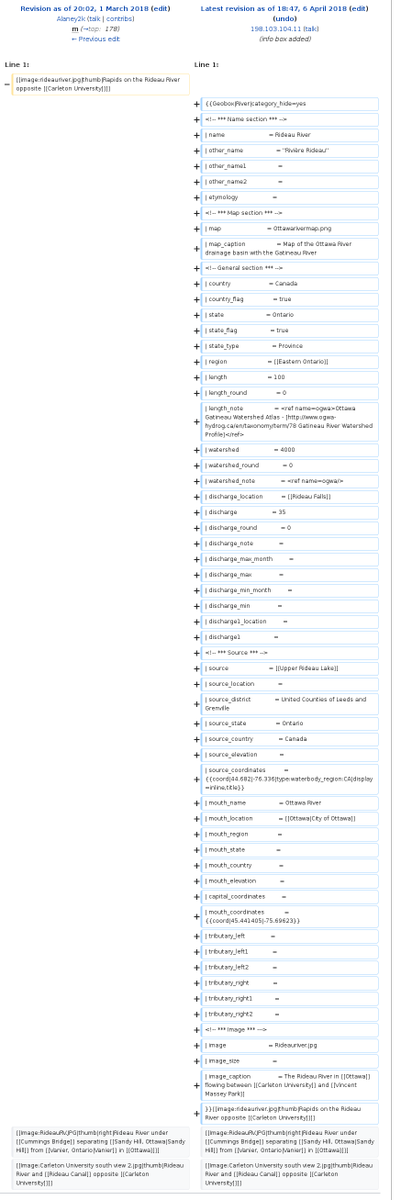 Revision as of 20:02, 1 March 2018 (edit)
Alaney2k (talk | contribs)
m (→top: 178)
← Previous edit
Latest revision as of 18:47, 6 April 2018 (edit)
(undo)
198.103.104.11 (talk)
(info box added)
Line 1:
Line 1:
− [[Image:rideauriver.jpg|thumb|Rapids on the Rideau River
opposite [[Carleton University]]]]
+ {{Geobox|River|category_hide=yes
+ <!-- *** Name section *** -->
+ | name = Rideau River
+ | other_name = "Rivière Rideau"
+ | other_name1 =
+ | other_name2 =
+ | etymology =
+ <!-- *** Map section *** -->
+ | map = Ottawarivermap.png
+ | map_caption = Map of the Ottawa River
drainage basin with the Gatineau River
+ <!-- General section *** -->
+ | country = Canada
+ | country_flag = true
+ | state = Ontario
+ | state_flag = true
+ | state_type = Province
+ | region = [[Eastern Ontario]]
+ | length = 100
+ | length_round = 0
+ | length_note = <ref name=ogwa>Ottawa
Gatineau Watershed Atlas - [http://www.ogwa-
hydrog.ca/en/taxonomy/term/78 Gatineau River Watershed
Profile]</ref>
+ | watershed = 4000
+ | watershed_round = 0
+ | watershed_note = <ref name=ogwa/>
+ | discharge_location = [[Rideau Falls]]
+ | discharge = 35
+ | discharge_round = 0
+ | discharge_note =
+ | discharge_max_month =
+ | discharge_max =
+ | discharge_min_month =
+ | discharge_min =
+ | discharge1_location =
+ | discharge1 =
+ <!-- *** Source *** -->
+ | source = [[Upper Rideau Lake]]
+ | source_location =
+ | source_district = United Counties of Leeds and
Grenville
+ | source_state = Ontario
+ | source_country = Canada
+ | source_elevation =
+ | source_coordinates =
{{coord|44.682|-76.336|type:waterbody_region:CA|display
=inline,title}}
+ | mouth_name = Ottawa River
+ | mouth_location = [[Ottawa|City of Ottawa]]
+ | mouth_region =
+ | mouth_state =
+ | mouth_country =
+ | mouth_elevation =
+ | capital_coordinates =
+ | mouth_coordinates =
{{coord|45.441405|-75.69623}}
+ | tributary_left =
+ | tributary_left1 =
+ | tributary_left2 =
+ | tributary_right =
+ | tributary_right1 =
+ | tributary_right2 =
+ <!-- *** Image *** -->
+ | image = Rideauriver.jpg
+ | image_size =
+ | image_caption = The Rideau River in [[Ottawa]]
flowing between [[Carleton University]] and [[Vincent
Massey Park]]
+ }}[[Image:rideauriver.jpg|thumb|Rapids on the Rideau
River opposite [[Carleton University]]]]
[[Image:RideauRv.JPG|thumb|right|Rideau River under
[[Cummings Bridge]] separating [[Sandy Hill, Ottawa|Sandy
Hill]] from [[Vanier, Ontario|Vanier]] in [[Ottawa]]]]
[[Image:RideauRv.JPG|thumb|right|Rideau River under
[[Cummings Bridge]] separating [[Sandy Hill, Ottawa|Sandy
Hill]] from [[Vanier, Ontario|Vanier]] in [[Ottawa]]]]
[[Image:Carleton University south view 2.jpg|thumb|Rideau
River and [[Rideau Canal]] opposite [[Carleton
University]]]]
[[Image:Carleton University south view 2.jpg|thumb|Rideau
River and [[Rideau Canal]] opposite [[Carleton
University]]]]